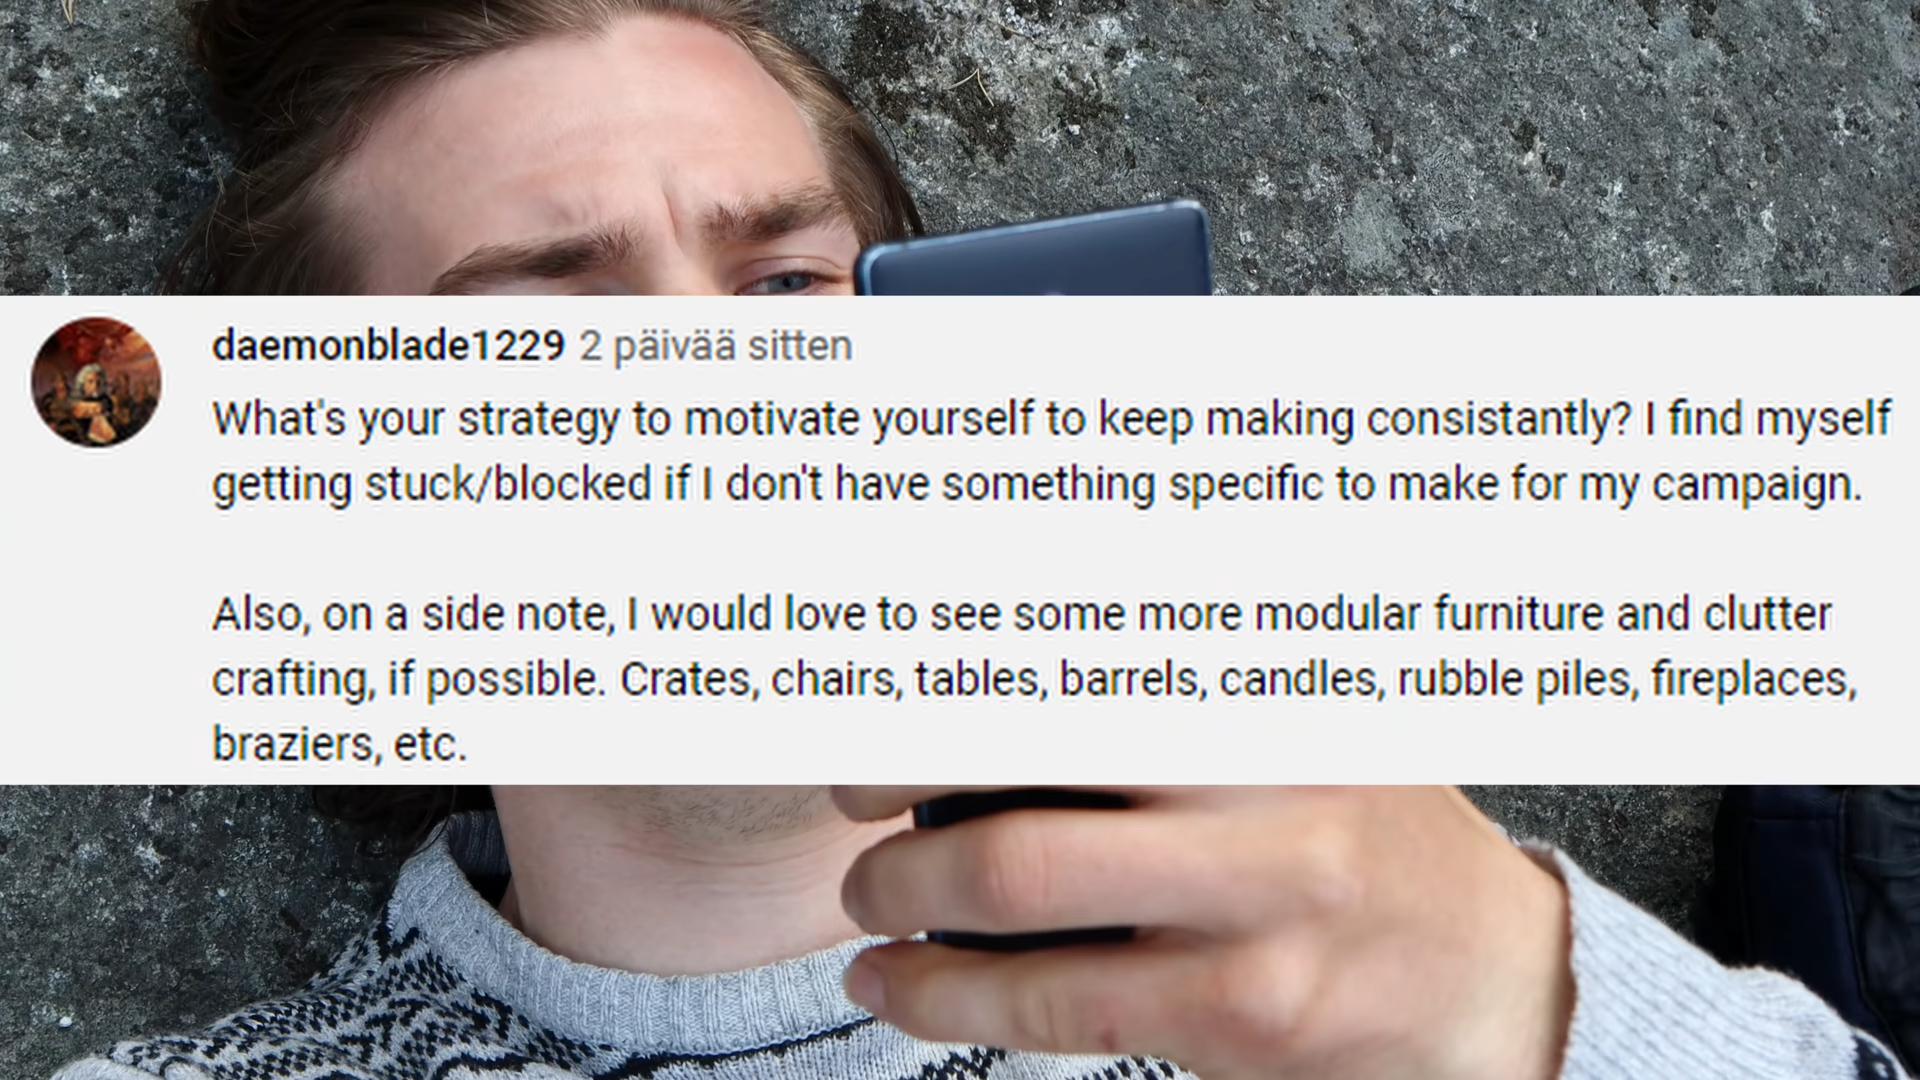 daemonblade1229 2 päivää sitten
What's your strategy to motivate yourself to keep making consistantly? I find myself
getting stuck/blocked if I don't have something specific to make for my campaign.
Also, on a side note, I would love to see some more modular furniture and clutter
crafting, if possible. Crates, chairs, tables, barrels, candles, rubble piles, fireplaces,
braziers, etc.